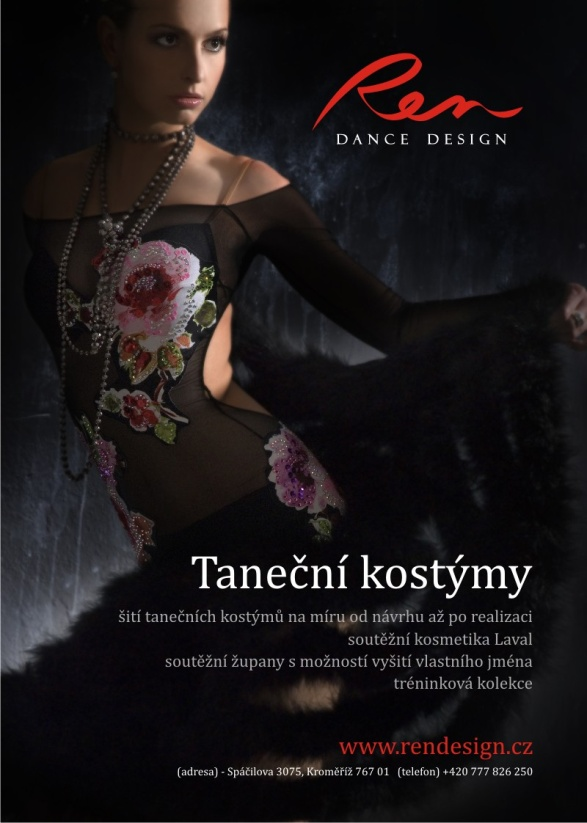 Ren
DANCE DESIGN
Taneční kostýmy
šití tanečních kostýmů na míru od návrhu až po realizaci
soutěžní kosmetika Laval
soutěžní župany s možností vyšití vlastního jména
tréninková kolekce
www.rendesign.cz
(adresa) - Spáčilova 3075, Kroměříž 767 01 (telefon) +420 777 826 250